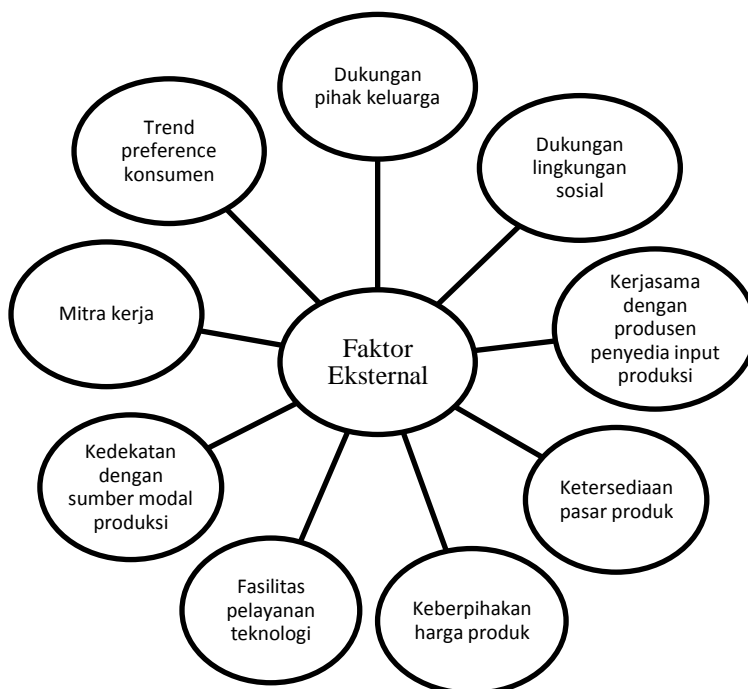 Dukungan
pihak keluarga
Dukungan
lingkungan
sosial
Kerjasama
dengan
produsen
penyedia input
produksi
Ketersediaan
pasar produk
Keberpihakan
harga produk
Fasilitas
pelayanan
teknologi
Kedekatan
dengan
sumber modal
produksi
Mitra kerja
Trend
preference
konsumen
Faktor
Eksternal